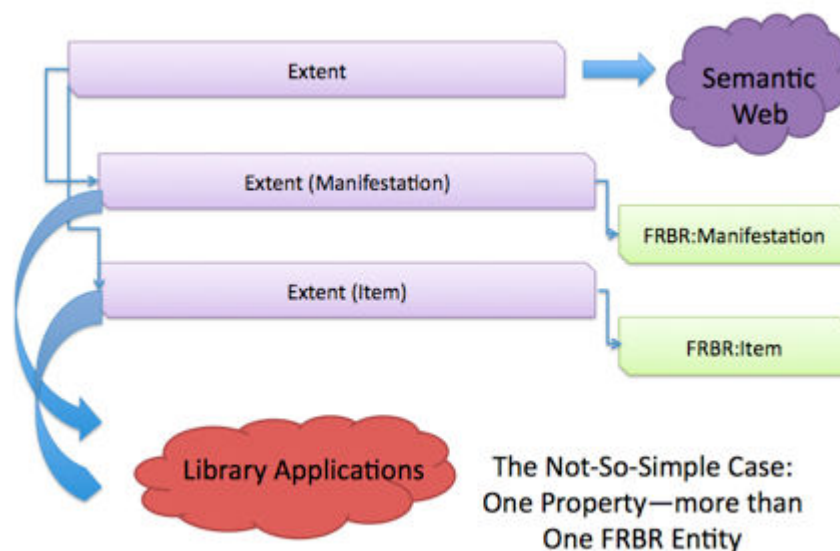 Extent
Semantic
Web
Extent (Manifestation)
FRBR:Manifestation
Extent (Item)
FRBR:Item
Library Applications
The Not-So-Simple Case:
One Property—more than
One FRBR Entity